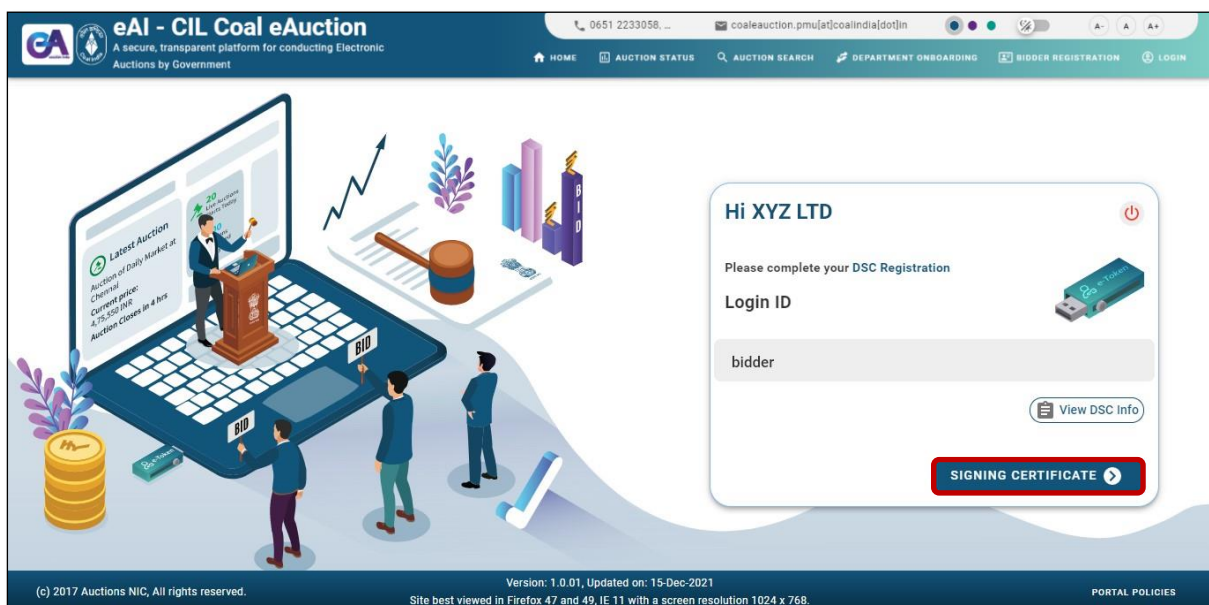 eAI - CIL Coal eAuction
A secure, transparent platform for conducting Electronic
Auctions by Government
0651 2233058, ...
coaleauction.pmu[at]coalindia[dot]in
A-
A
A+
HOME
AUCTION STATUS
AUCTION SEARCH
DEPARTMENT ONBOARDING
BIDDER REGISTRATION
LOGIN
20
Live Auctions
Latest Auction
Auction of Daily Market at
Chennai
Current price:
4,75,550 INR
Auction Closes in 4 hrs
BID
BID
BID
e-Token
Hi XYZ LTD
Please complete your DSC Registration
Login ID
e-Token
bidder
View DSC Info
SIGNING CERTIFICATE
(c) 2017 Auctions NIC, All rights reserved.
Version: 1.0.01, Updated on: 15-Dec-2021
Site best viewed in Firefox 47 and 49, IE 11 with a screen resolution 1024 x 768.
PORTAL POLICIES